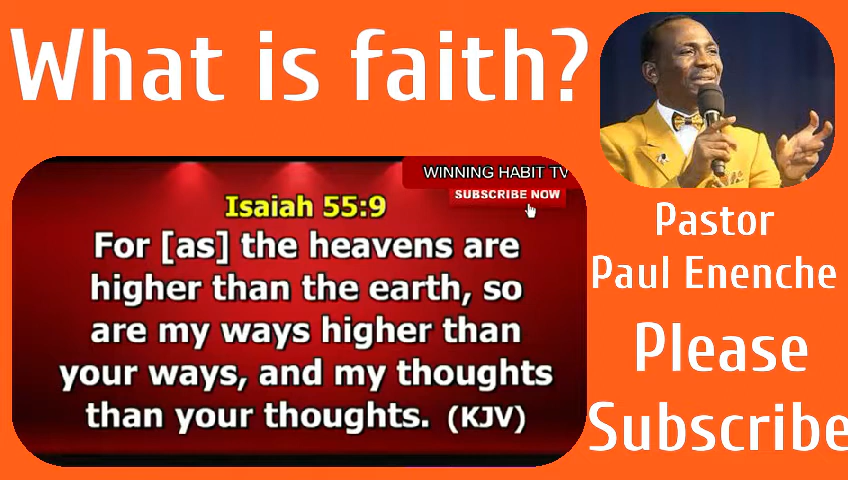 What is faith?
WINNING HABIT TV
SUBSCRIBE NOW
Isaiah 55:9
For [as] the heavens are
higher than the earth, so
are my ways higher than
your ways, and my thoughts
than your thoughts. (KJV)
Pastor
Paul Enenche
Please
Subscribe